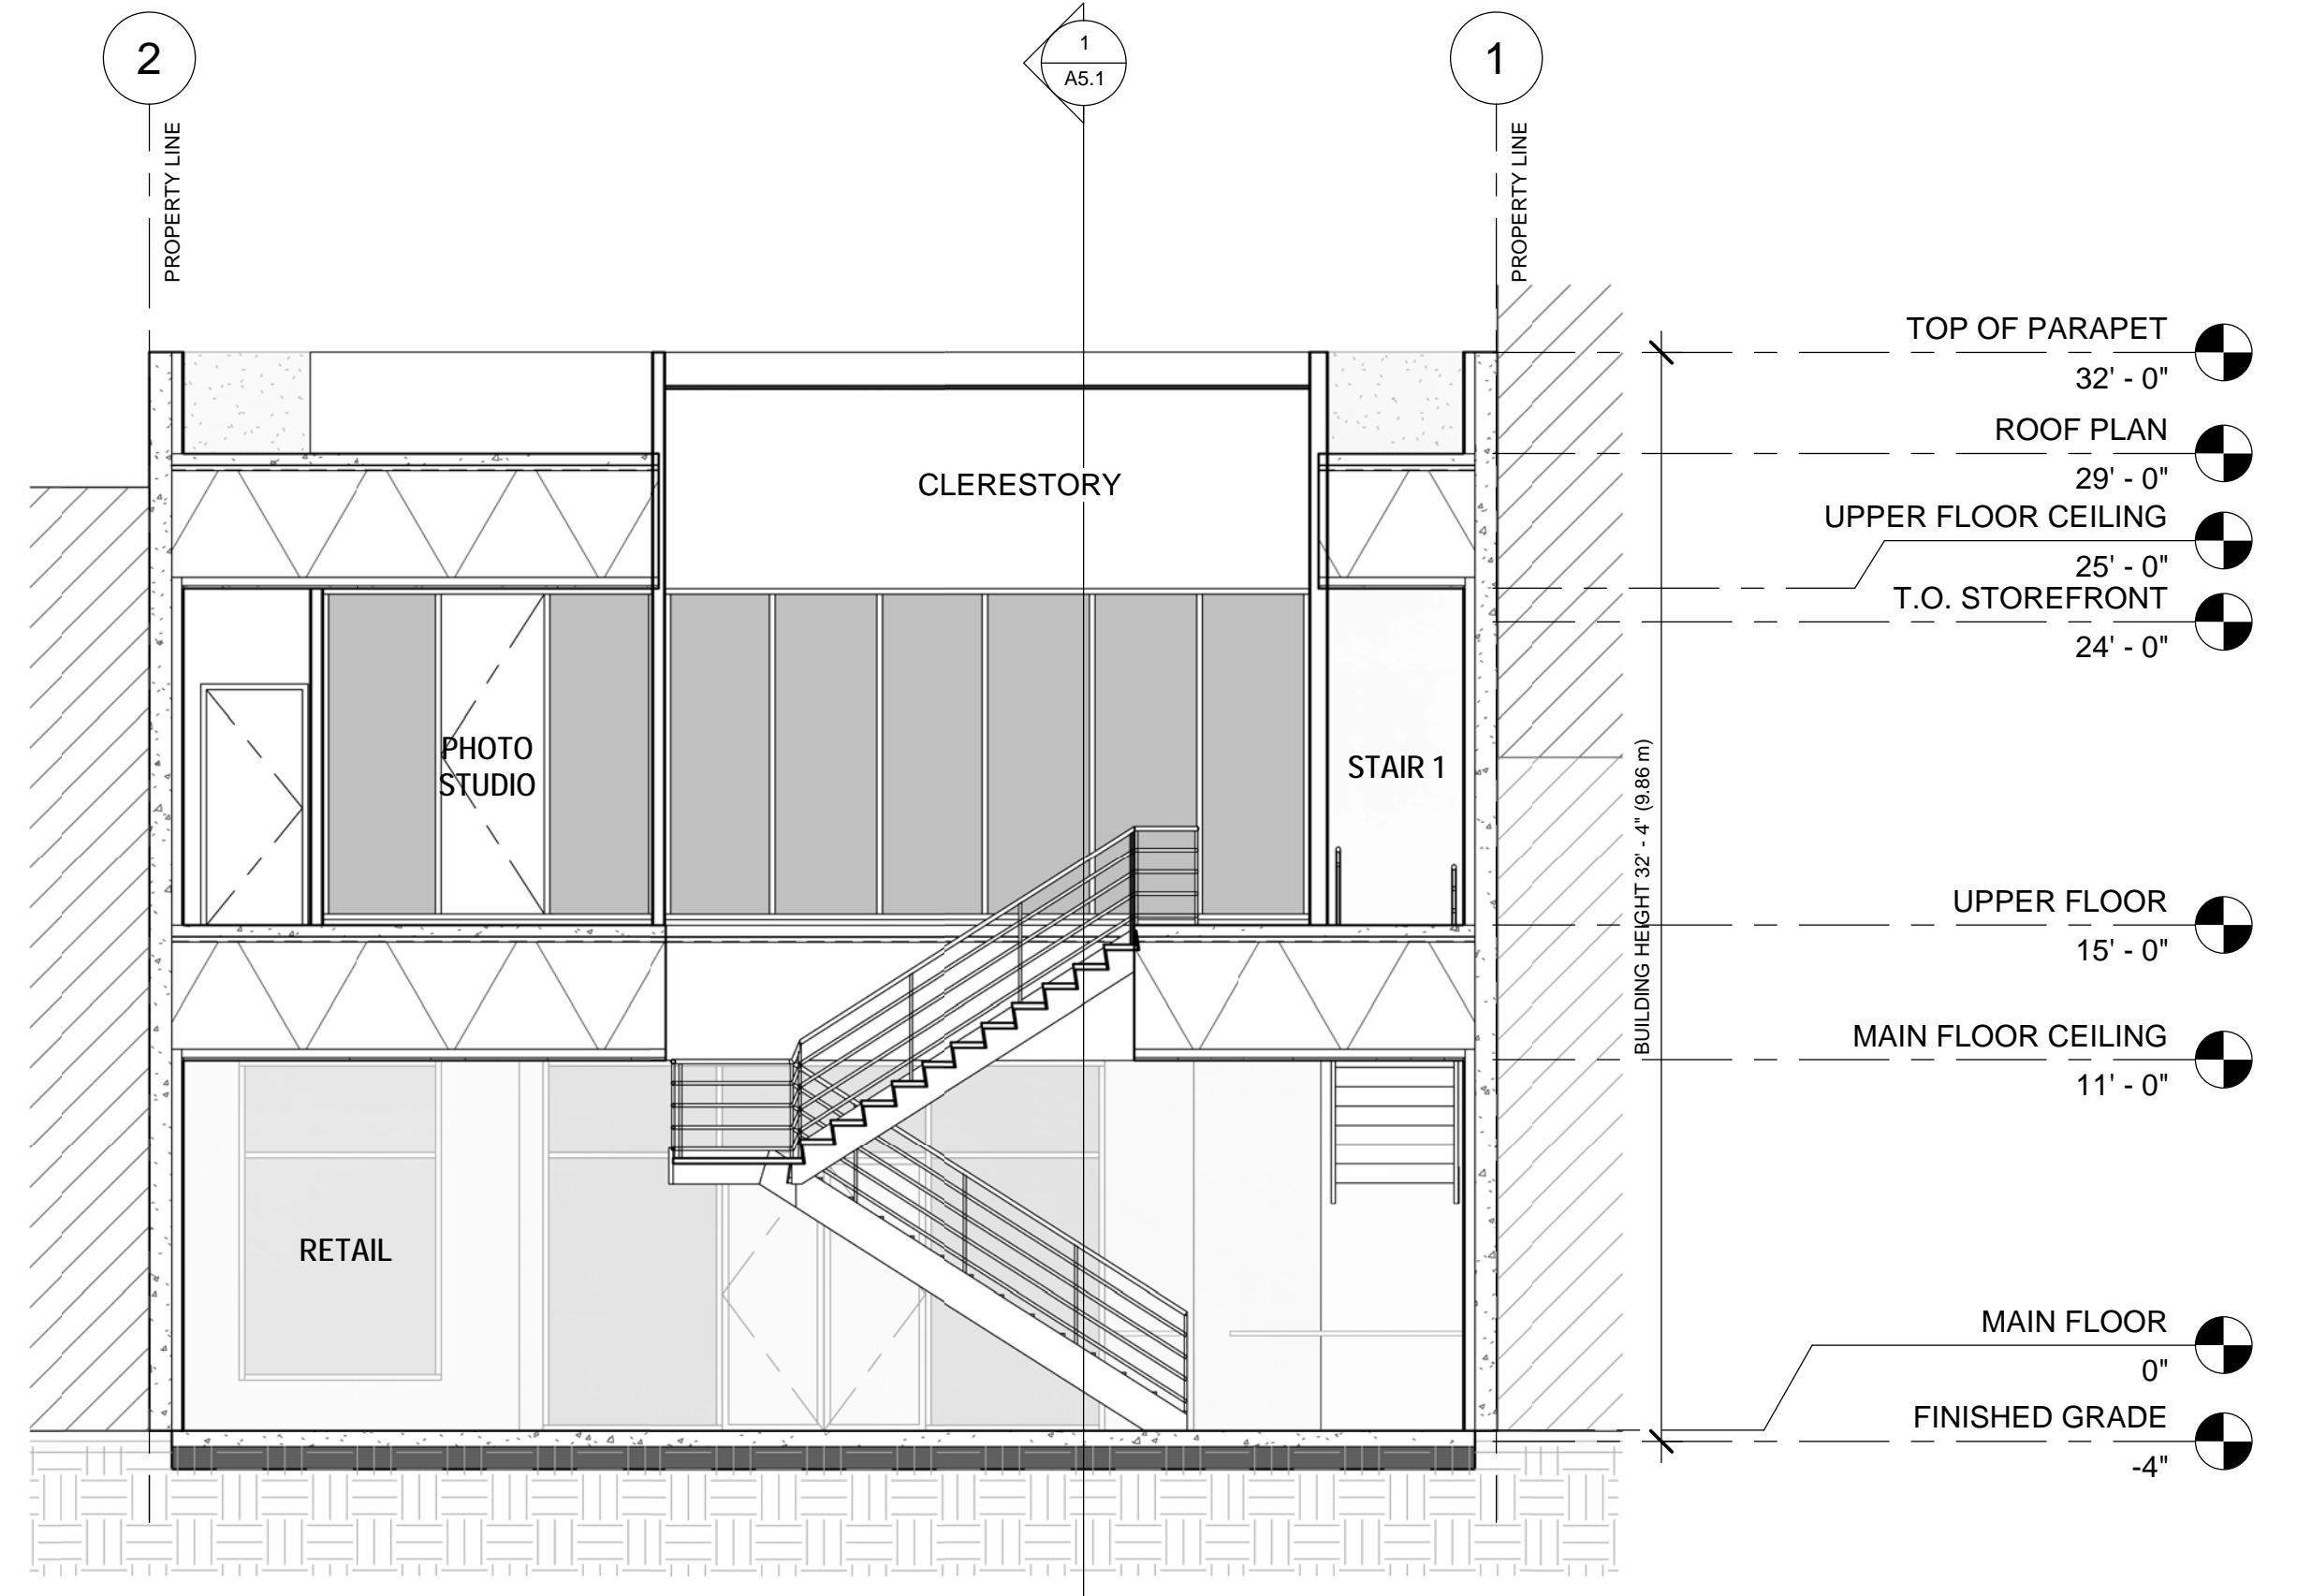 2
1
A5.1
1
PROPERTY LINE
PROPERTY LINE
TOP OF PARAPET
32' - 0"
ROOF PLAN
29' - 0"
CLERESTORY
UPPER FLOOR CEILING
25' - 0"
T.O. STOREFRONT
24' - 0"
PHOTO
STUDIO
STAIR 1
BUILDING HEIGHT 32' - 4" (9.86 m)
UPPER FLOOR
15' - 0"
MAIN FLOOR CEILING
11' - 0"
RETAIL
MAIN FLOOR
0"
FINISHED GRADE
-4"